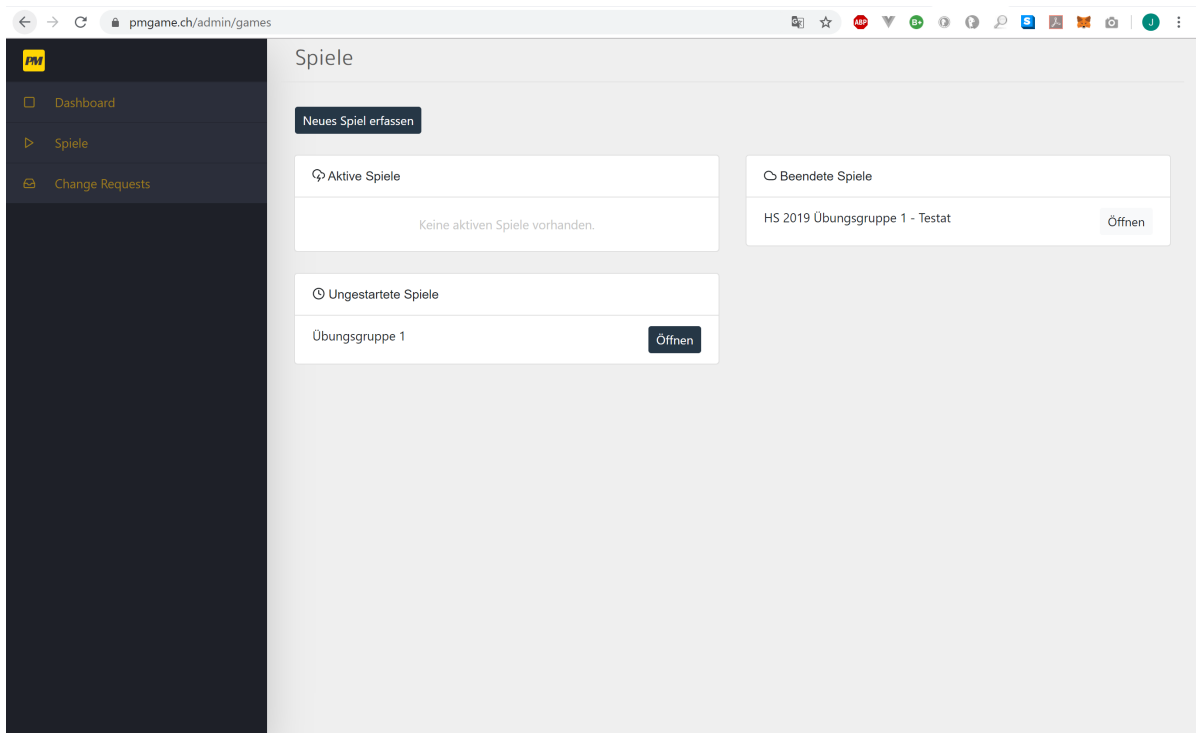 pmgame.ch/admin/games
ABP
B+
S
J
PM
Dashboard
Spiele
Change Requests
Spiele
Neues Spiel erfassen
Aktive Spiele
Keine aktiven Spiele vorhanden.
Ungestartete Spiele
Übungsgruppe 1
Öffnen
Beendete Spiele
HS 2019 Übungsgruppe 1 - Testat
Öffnen